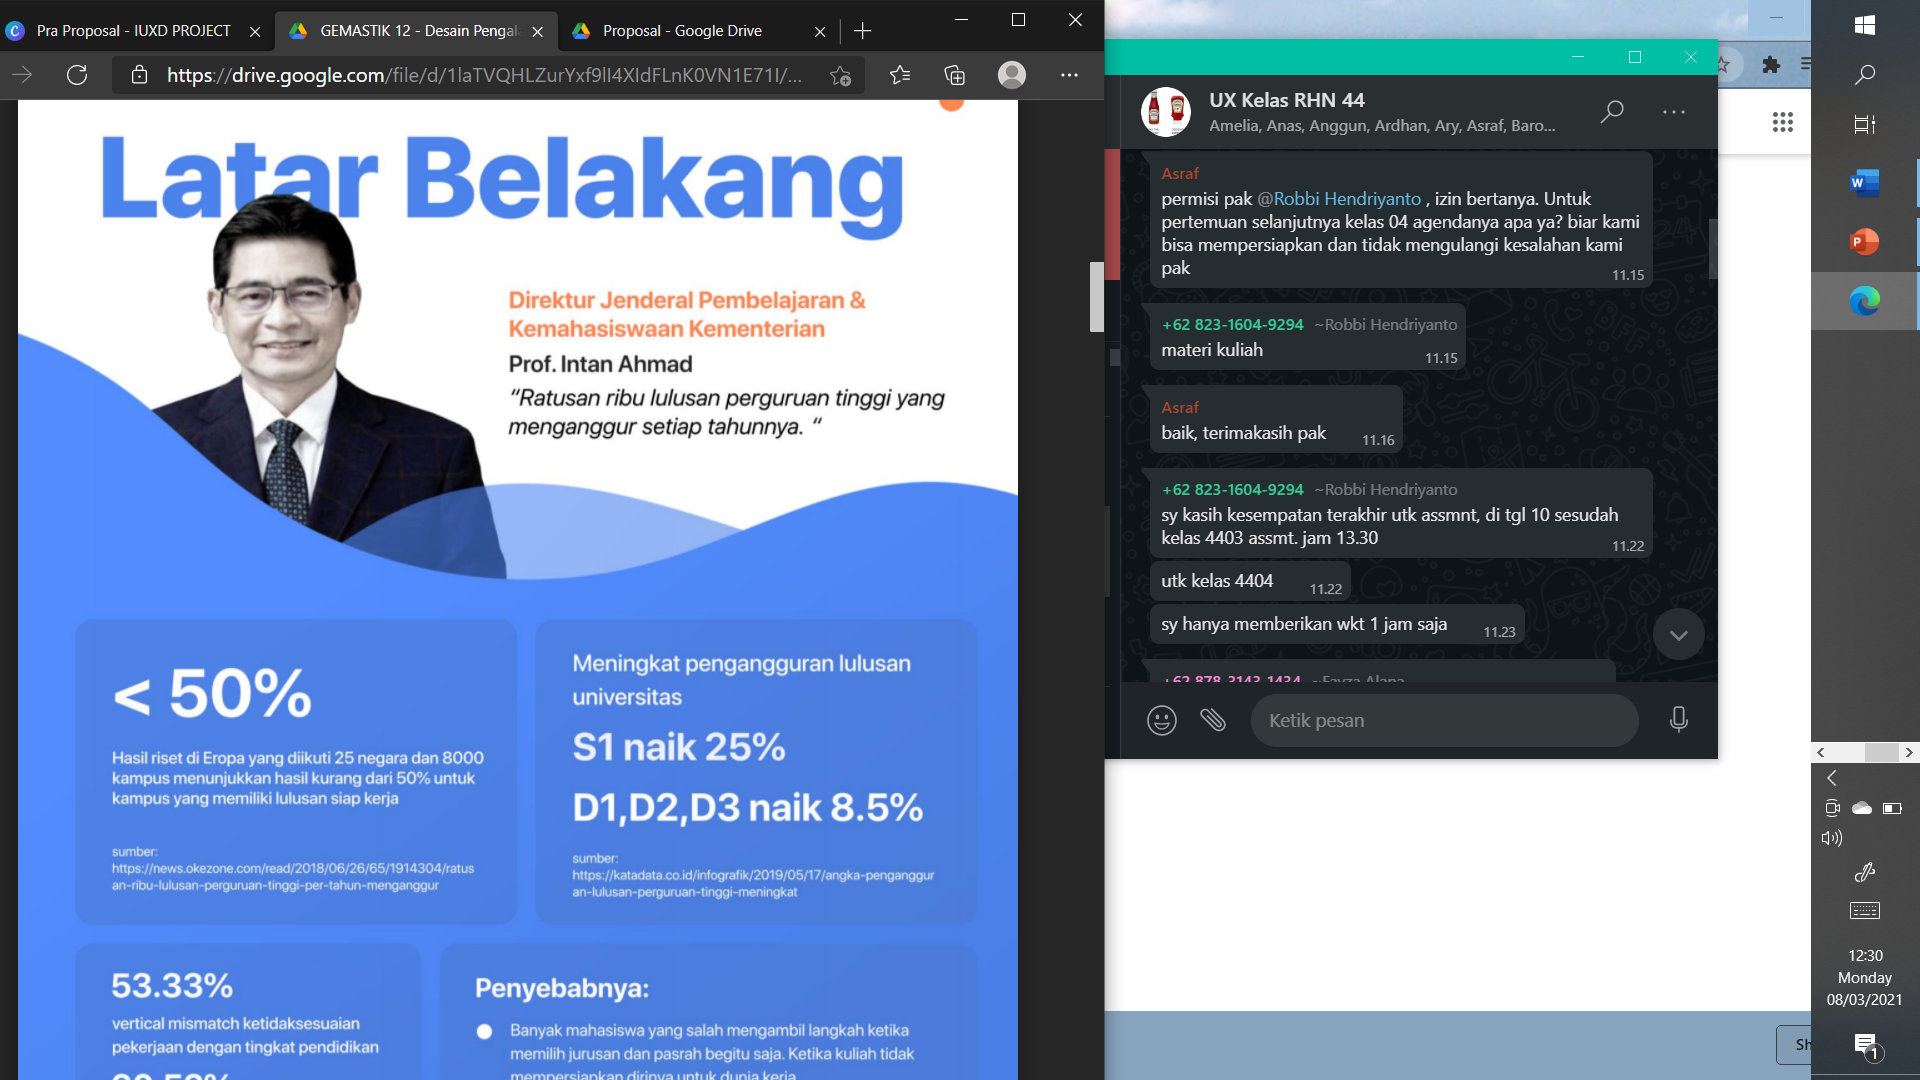 Pra Proposal - IUXD PROJECT
GEMASTIK 12 - Desain Pengala
Proposal - Google Drive
https://drive.google.com/file/d/1laTVQHLZurYxf9lI4XIdFLnK0VN1E71I/...
Latar Belakang
Direktur Jenderal Pembelajaran &
Kemahasiswaan Kementerian
Prof. Intan Ahmad
“Ratusan ribu lulusan perguruan tinggi yang
menganggur setiap tahunnya. “
< 50%
Hasil riset di Eropa yang diikuti 25 negara dan 8000
kampus menunjukkan hasil kurang dari 50% untuk
kampus yang memiliki lulusan siap kerja
sumber:
https://news.okezone.com/read/2018/06/26/65/1914304/ratus
an-ribu-lulusan-perguruan-tinggi-per-tahun-menganggur
Meningkat pengangguran lulusan
universitas
S1 naik 25%
D1,D2,D3 naik 8.5%
sumber:
https://katadata.co.id/infografik/2019/05/17/angka-penganggur
an-lulusan-perguruan-tinggi-meningkat
53.33%
vertical mismatch ketidaksesuaian
pekerjaan dengan tingkat pendidikan
Penyebabnya:
Banyak mahasiswa yang salah mengambil langkah ketika
memilih jurusan dan pasrah begitu saja. Ketika kuliah tidak
mempersiapkan dirinya untuk dunia kerja
UX Kelas RHN 44
Amelia, Anas, Anggun, Ardhan, Ary, Asraf, Baro...
Asraf
permisi pak @Robbi Hendriyanto , izin bertanya. Untuk
pertemuan selanjutnya kelas 04 agendanya apa ya? biar kami
bisa mempersiapkan dan tidak mengulangi kesalahan kami
pak
11.15
+62 823-1604-9294 ~Robbi Hendriyanto
materi kuliah
11.15
Asraf
baik, terimakasih pak
11.16
+62 823-1604-9294 ~Robbi Hendriyanto
sy kasih kesempatan terakhir utk assmnt, di tgl 10 sesudah
kelas 4403 assmt. jam 13.30
11.22
utk kelas 4404
11.22
sy hanya memberikan wkt 1 jam saja
11.23
+62 878-3143-1434 ~Fayza Alana
Ketik pesan
12:30
Monday
08/03/2021
1
Sh